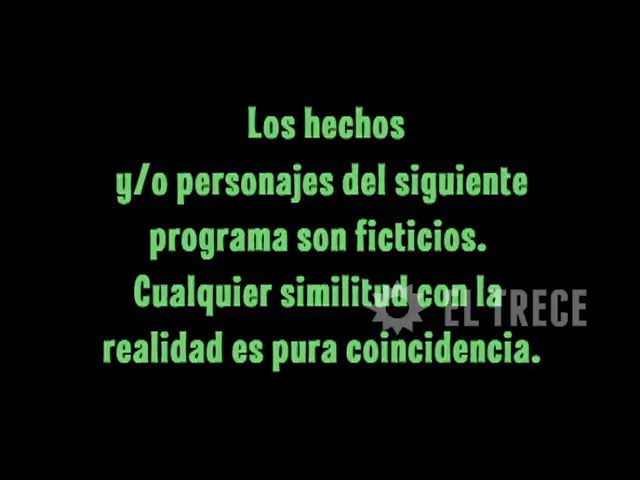 Los hechos
y/o personajes del siguiente
programa son ficticios.
Cualquier similitud con la
EL TRECE
realidad es pura coincidencia.